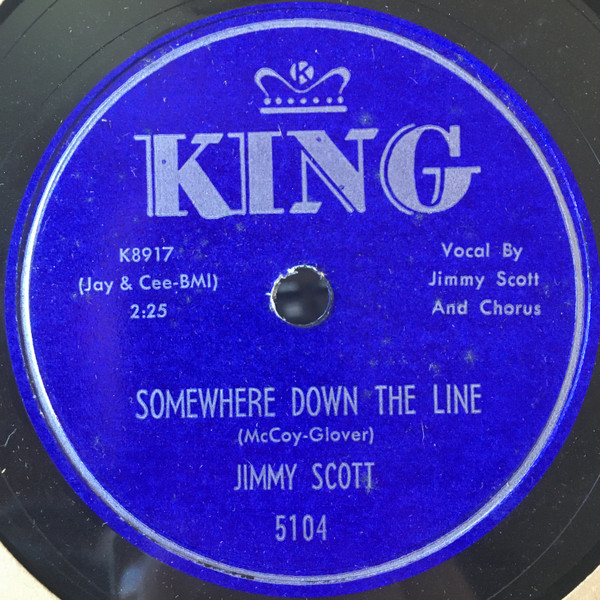 K
KING
K8917
(Jay & Cee-BMI)
2:25
Vocal By
Jimmy Scott
And Chorus
SOMEWHERE DOWN THE LINE
(McCoy-Glover)
JIMMY SCOTT
5104